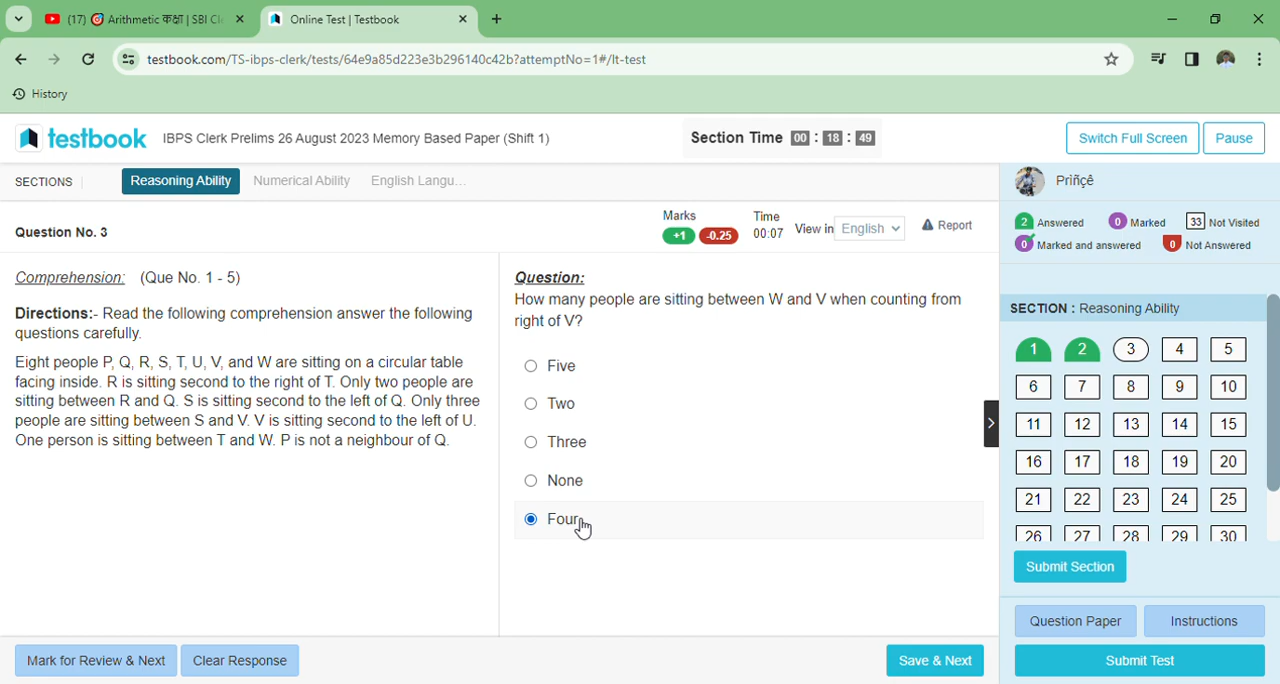 (17) 🎯 Arithmetic कक्षा | SBI Cl
Online Test | Testbook
testbook.com/TS-ibps-clerk/tests/64e9a85d223e3b296140c42b?attemptNo=1#/lt-test
History
testbook
IBPS Clerk Prelims 26 August 2023 Memory Based Paper (Shift 1)
Section Time 00 : 18 : 49
Switch Full Screen
Pause
SECTIONS
Reasoning Ability
Numerical Ability
English Langu...
Priñçê
Question No. 3
Marks
+1 -0.25
Time
00:07
View in English
Report
2 Answered
0 Marked
33 Not Visited
0 Marked and answered
0 Not Answered
Comprehension: (Que No. 1 - 5)
Directions:- Read the following comprehension answer the following
questions carefully.
Eight people P, Q, R, S, T, U, V, and W are sitting on a circular table
facing inside. R is sitting second to the right of T. Only two people are
sitting between R and Q. S is sitting second to the left of Q. Only three
people are sitting between S and V. V is sitting second to the left of U.
One person is sitting between T and W. P is not a neighbour of Q.
Question:
How many people are sitting between W and V when counting from
right of V?
Five
Two
Three
None
Four
SECTION : Reasoning Ability
1 2 3 4 5
6 7 8 9 10
11 12 13 14 15
16 17 18 19 20
21 22 23 24 25
26 27 28 29 30
Submit Section
Question Paper
Instructions
Mark for Review & Next
Clear Response
Save & Next
Submit Test